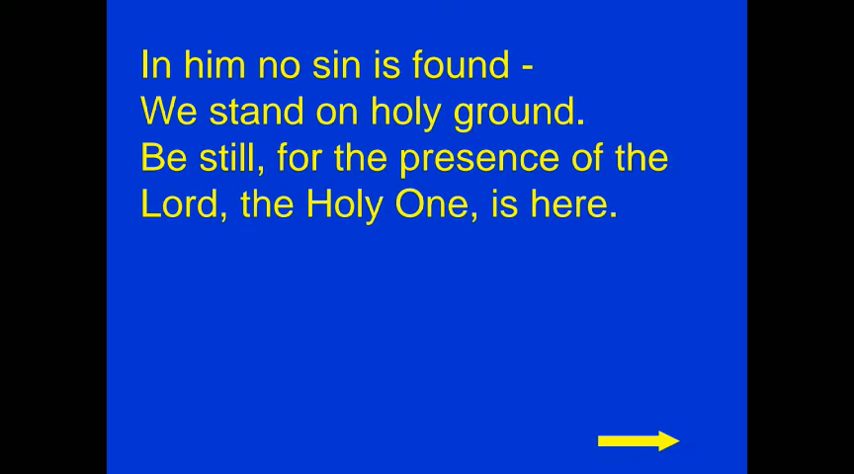 In him no sin is found -
We stand on holy ground.
Be still, for the presence of the
Lord, the Holy One, is here.